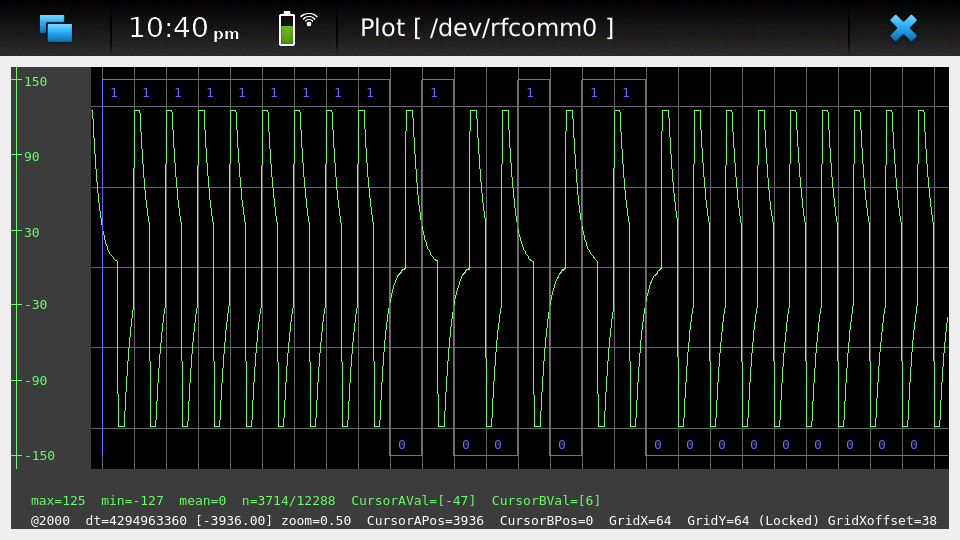 10:40 pm Plot [ /dev/rfcomm0 ]
150
1 1 1 1 1 1 1 1 1 1 1 1 1
90
30
-30
-90
0 0 0 0 0 0 0 0 0 0 0 0 0
-150
max=125 min=-127 mean=0 n=3714/12288 CursorAVal=[-47] CursorBVal=[6]
@2000 dt=4294963360 [-3936.00] zoom=0.50 CursorAPos=3936 CursorBPos=0 GridX=64 GridY=64 (Locked) GridXoffset=38